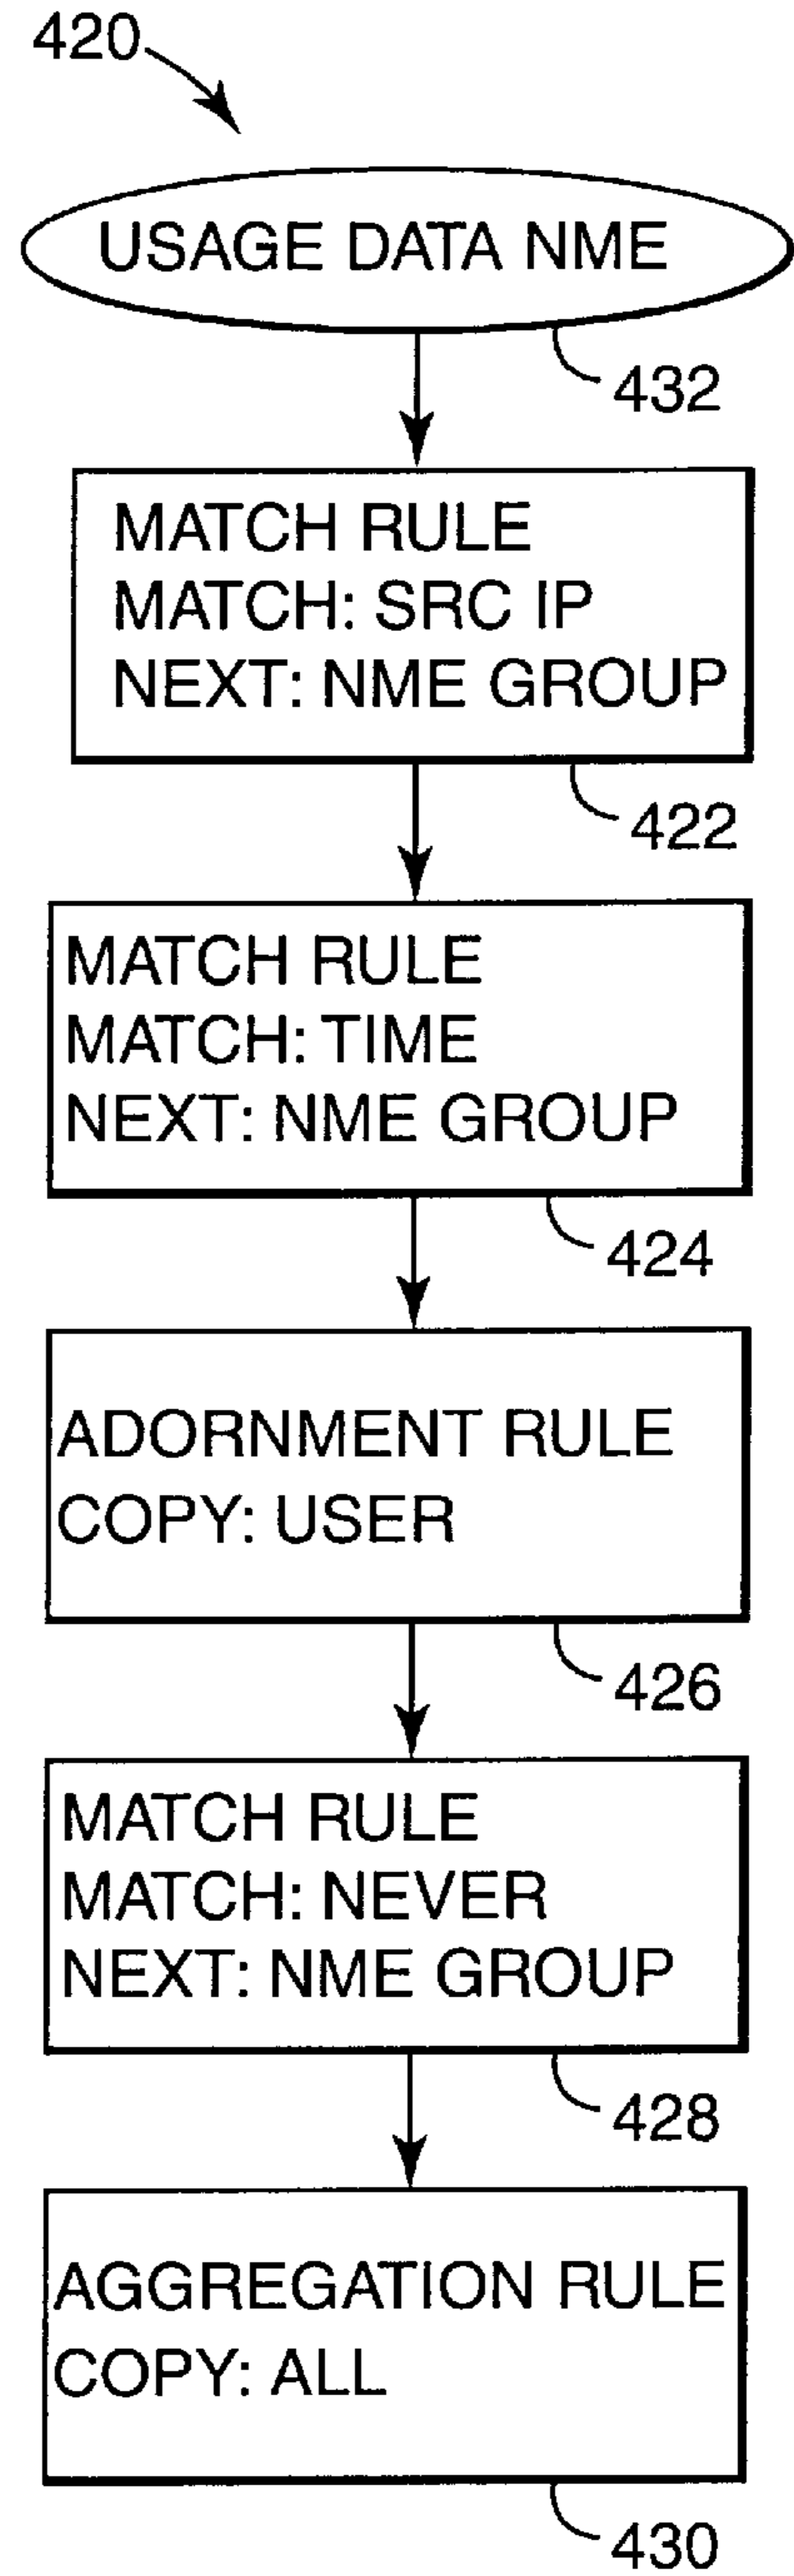 420
USAGE DATA NME
432
MATCH RULE
MATCH: SRC IP
NEXT: NME GROUP
422
MATCH RULE
MATCH: TIME
NEXT: NME GROUP
424
ADORNMENT RULE
COPY: USER
426
MATCH RULE
MATCH: NEVER
NEXT: NME GROUP
428
AGGREGATION RULE
COPY: ALL
430